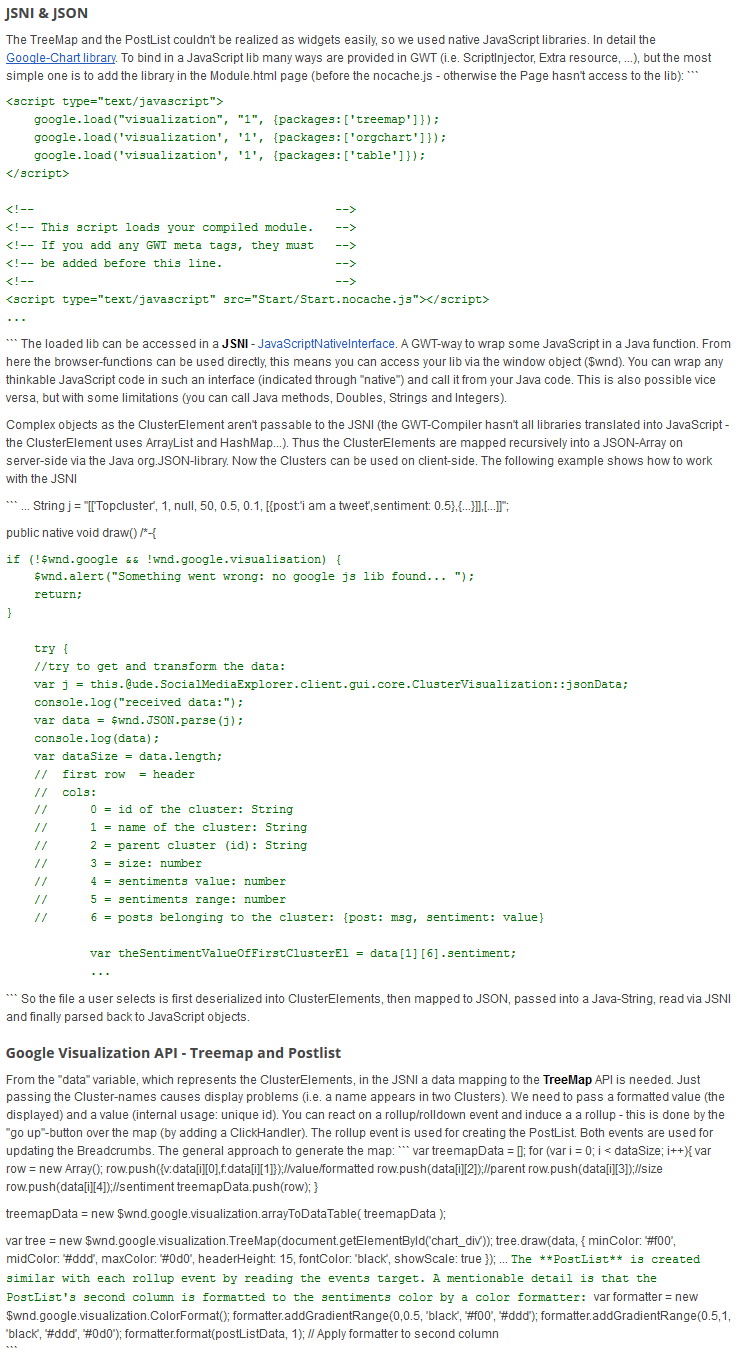 JSNI & JSON
The TreeMap and the PostList couldn't be realized as widgets easily, so we used native JavaScript libraries. In detail the
Google-Chart library. To bind in a JavaScript lib many ways are provided in GWT (i.e. ScriptInjector, Extra resource, ...), but the most
simple one is to add the library in the Module.html page (before the nocache.js - otherwise the Page hasn't access to the lib): ```
<script type="text/javascript">
    google.load("visualization", "1", {packages:['treemap']});
    google.load('visualization', '1', {packages:['orgchart']});
    google.load('visualization', '1', {packages:['table']});
</script>
<!--                                           -->
<!-- This script loads your compiled module.   -->
<!-- If you add any GWT meta tags, they must   -->
<!-- be added before this line.                -->
<!--                                           -->
<script type="text/javascript" src="Start/Start.nocache.js"></script>
...
``` The loaded lib can be accessed in a JSNI - JavaScriptNativeInterface. A GWT-way to wrap some JavaScript in a Java function. From
here the browser-functions can be used directly, this means you can access your lib via the window object ($wnd). You can wrap any
thinkable JavaScript code in such an interface (indicated through "native") and call it from your Java code. This is also possible vice
versa, but with some limitations (you can call Java methods, Doubles, Strings and Integers).
Complex objects as the ClusterElement aren't passable to the JSNI (the GWT-Compiler hasn't all libraries translated into JavaScript -
the ClusterElement uses ArrayList and HashMap...). Thus the ClusterElements are mapped recursively into a JSON-Array on
server-side via the Java org.JSON-library. Now the Clusters can be used on client-side. The following example shows how to work
with the JSNI
``` ... String j = "[['Topcluster', 1, null, 50, 0.5, 0.1, [{post:'i am a tweet',sentiment: 0.5},{...}]],[...]]";
public native void draw() /*-{
if (!$wnd.google && !wnd.google.visualisation) {
    $wnd.alert("Something went wrong: no google js lib found... ");
    return;
}
    try {
    //try to get and transform the data:
    var j = this.@ude.SocialMediaExplorer.client.gui.core.ClusterVisualization::jsonData;
    console.log("received data:");
    var data = $wnd.JSON.parse(j);
    console.log(data);
    var dataSize = data.length;
    //  first row  = header
    //  cols:
    //      0 = id of the cluster: String
    //      1 = name of the cluster: String
    //      2 = parent cluster (id): String
    //      3 = size: number
    //      4 = sentiments value: number
    //      5 = sentiments range: number
    //      6 = posts belonging to the cluster: {post: msg, sentiment: value}
            var theSentimentValueOfFirstClusterEl = data[1][6].sentiment;
            ...
``` So the file a user selects is first deserialized into ClusterElements, then mapped to JSON, passed into a Java-String, read via JSNI
and finally parsed back to JavaScript objects.
Google Visualization API - Treemap and Postlist
From the "data" variable, which represents the ClusterElements, in the JSNI a data mapping to the TreeMap API is needed. Just
passing the Cluster-names causes display problems (i.e. a name appears in two Clusters). We need to pass a formatted value (the
displayed) and a value (internal usage: unique id). You can react on a rollup/rolldown event and induce a a rollup - this is done by the
"go up"-button over the map (by adding a ClickHandler). The rollup event is used for creating the PostList. Both events are used for
updating the Breadcrumbs. The general approach to generate the map: ``` var treemapData = []; for (var i = 0; i < dataSize; i++){ var
row = new Array(); row.push({v:data[i][0],f:data[i][1]});//value/formatted row.push(data[i][2]);//parent row.push(data[i][3]);//size
row.push(data[i][4]);//sentiment treemapData.push(row); }
treemapData = new $wnd.google.visualization.arrayToDataTable( treemapData );
var tree = new $wnd.google.visualization.TreeMap(document.getElementById('chart_div')); tree.draw(data, { minColor: '#f00',
midColor: '#ddd', maxColor: '#0d0', headerHeight: 15, fontColor: 'black', showScale: true }); ... The **PostList** is created
similar with each rollup event by reading the events target. A mentionable detail is that the
PostList's second column is formatted to the sentiments color by a color formatter: var formatter = new
$wnd.google.visualization.ColorFormat(); formatter.addGradientRange(0,0.5, 'black', '#f00', '#ddd'); formatter.addGradientRange(0.5,1,
'black', '#ddd', '#0d0'); formatter.format(postListData, 1); // Apply formatter to second column
```